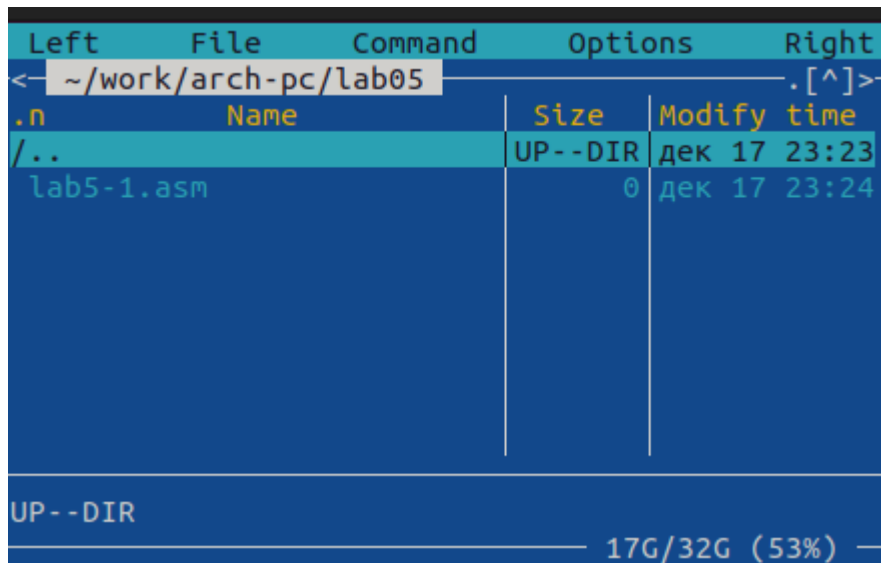 Left File Command Options Right
<- ~/work/arch-pc/lab05 .[^]>
.n Name Size Modify time
/.. UP--DIR дек 17 23:23
lab5-1.asm 0 дек 17 23:24
UP--DIR
17G/32G (53%)